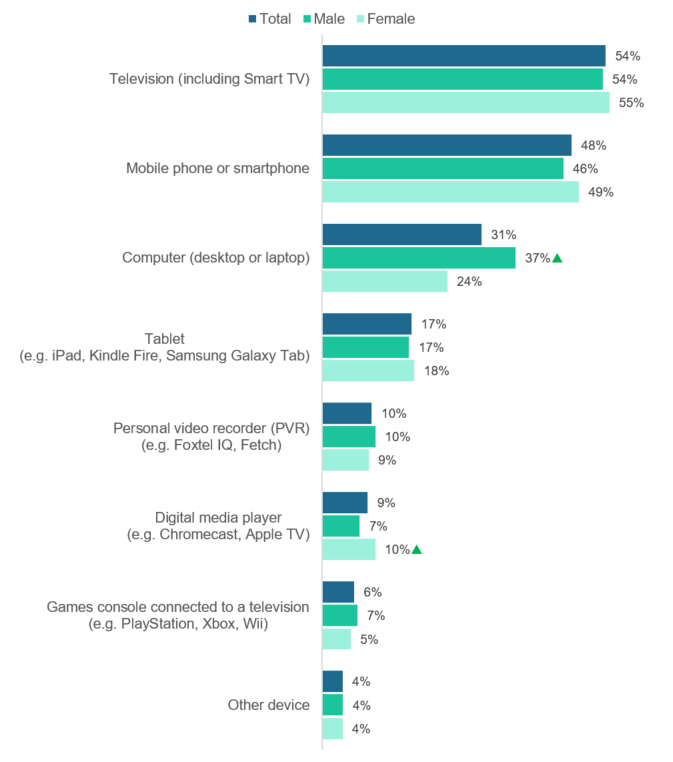 Total Male Female
Television (including Smart TV)
54%
54%
55%
Mobile phone or smartphone
48%
46%
49%
Computer (desktop or laptop)
31%
37%
24%
Tablet
(e.g. iPad, Kindle Fire, Samsung Galaxy Tab)
17%
17%
18%
Personal video recorder (PVR)
(e.g. Foxtel IQ, Fetch)
10%
10%
9%
Digital media player
(e.g. Chromecast, Apple TV)
9%
7%
10%
Games console connected to a television
(e.g. PlayStation, Xbox, Wii)
6%
7%
5%
Other device
4%
4%
4%